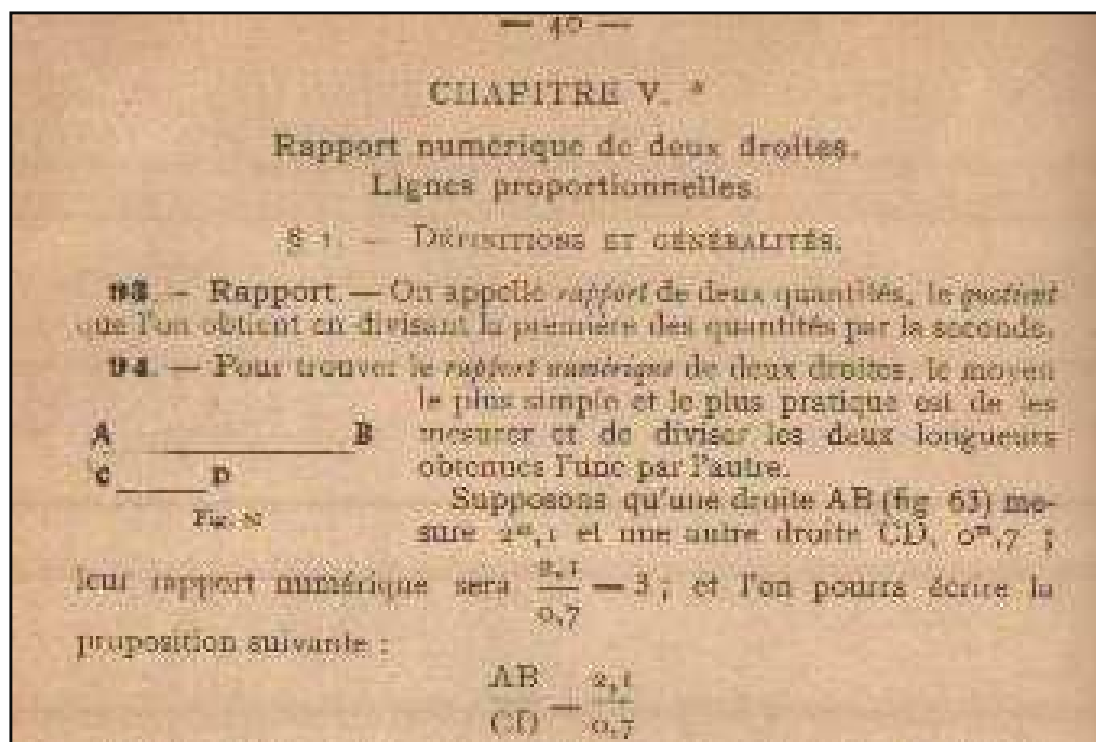 — 40 —
CHAPITRE V. *
Rapport numérique de deux droites.
Lignes proportionnelles.
§ 1. — DÉFINITIONS ET GÉNÉRALITÉS.
93. — Rapport. — On appelle rapport de deux quantités, le quotient
que l'on obtient en divisant la première des quantités par la seconde.
94. — Pour trouver le rapport numérique de deux droites, le moyen
le plus simple et le plus pratique est de les
mesurer et de diviser les deux longueurs
obtenues l'une par l'autre.
A B
C D
Fig.
Supposons qu'une droite AB (fig 63) me-
sure 2ᵐ,1 et une autre droite CD, 0ᵐ,7 ;
leur rapport numérique sera 2,1/0,7 = 3 ; et l'on pourra écrire la
proposition suivante :
AB/CD = 2,1/0,7